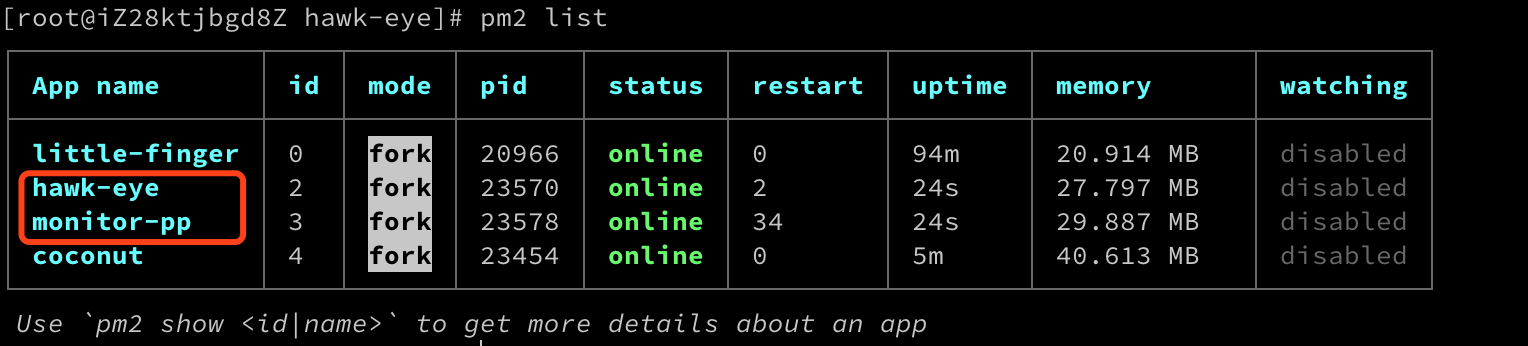 [root@iZ28ktjbgd8Z hawk-eye]# pm2 list
App name id mode pid status restart uptime memory watching
little-finger 0 fork 20966 online 0 94m 20.914 MB disabled
hawk-eye 2 fork 23570 online 2 24s 27.797 MB disabled
monitor-pp 3 fork 23578 online 34 24s 29.887 MB disabled
coconut 4 fork 23454 online 0 5m 40.613 MB disabled
Use `pm2 show <id|name>` to get more details about an app